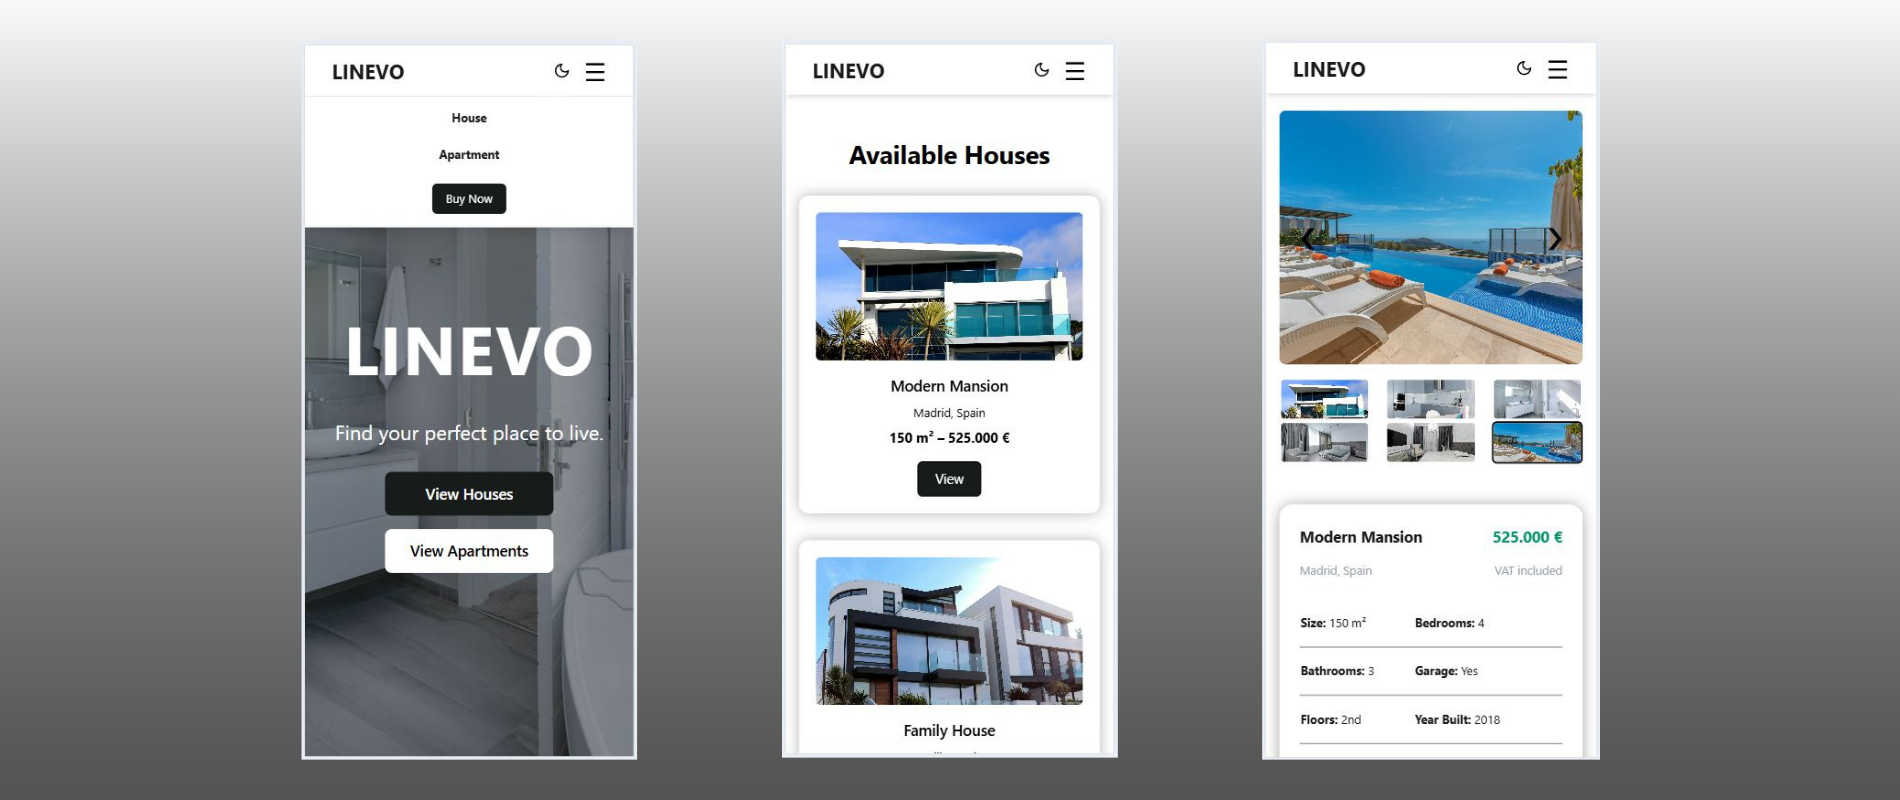 LINEVO
House
Apartment
Buy Now
LINEVO
Find your perfect place to live.
View Houses
View Apartments
LINEVO
Available Houses
Modern Mansion
Madrid, Spain
150 m² – 525.000 €
View
Family House
LINEVO
Modern Mansion 525.000 €
Madrid, Spain VAT included
Size: 150 m² Bedrooms: 4
Bathrooms: 3 Garage: Yes
Floors: 2nd Year Built: 2018